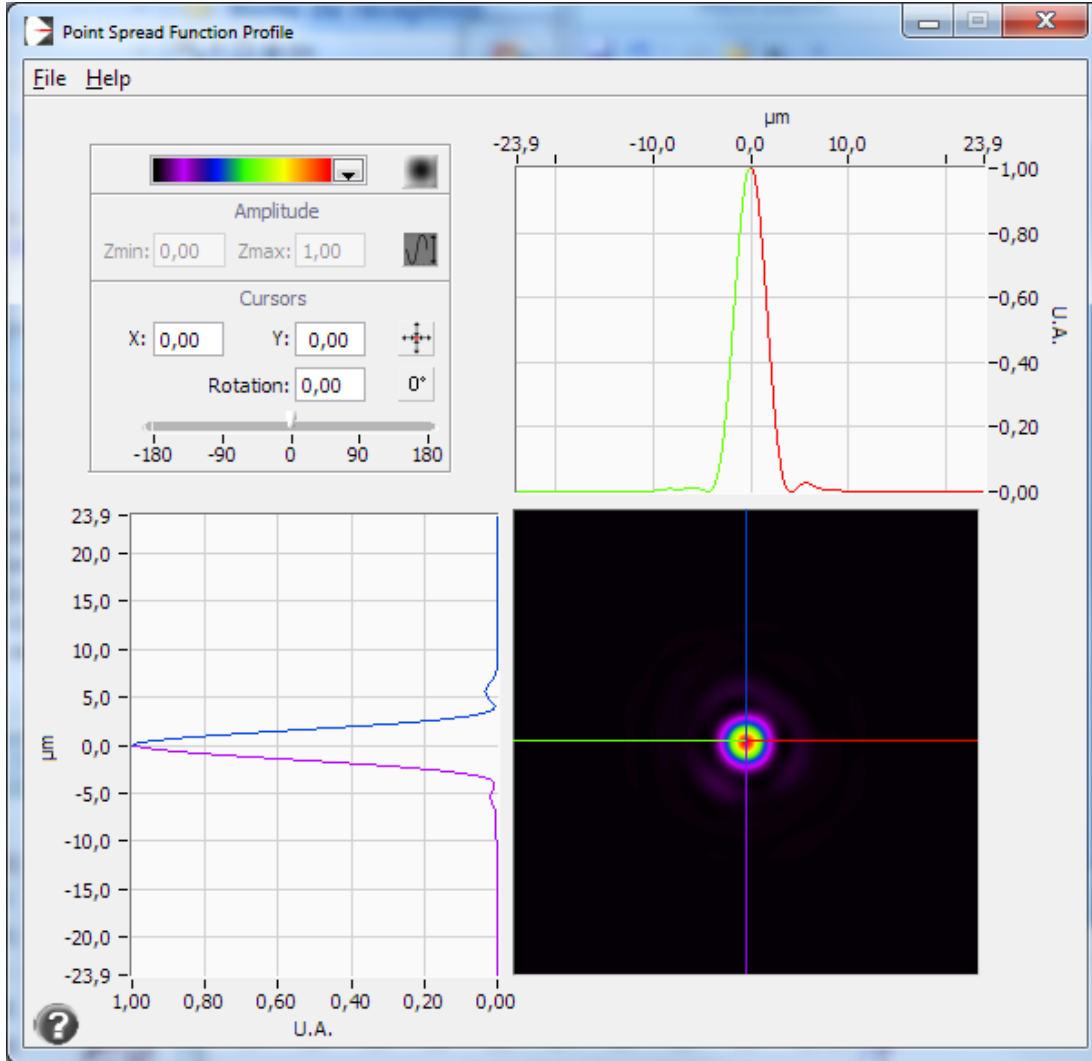 Point Spread Function Profile
File Help
µm
-23,9 -10,0 0,0 10,0 23,9
Amplitude
Zmin: 0,00 Zmax: 1,00
Cursors
X: 0,00 Y: 0,00
Rotation: 0,00 0°
-180 -90 0 90 180
1,00
0,80
0,60
0,40
0,20
0,00
U.A.
23,9
20,0
15,0
10,0
5,0
0,0
-5,0
-10,0
-15,0
-20,0
-23,9
µm
1,00 0,80 0,60 0,40 0,20 0,00
U.A.
?